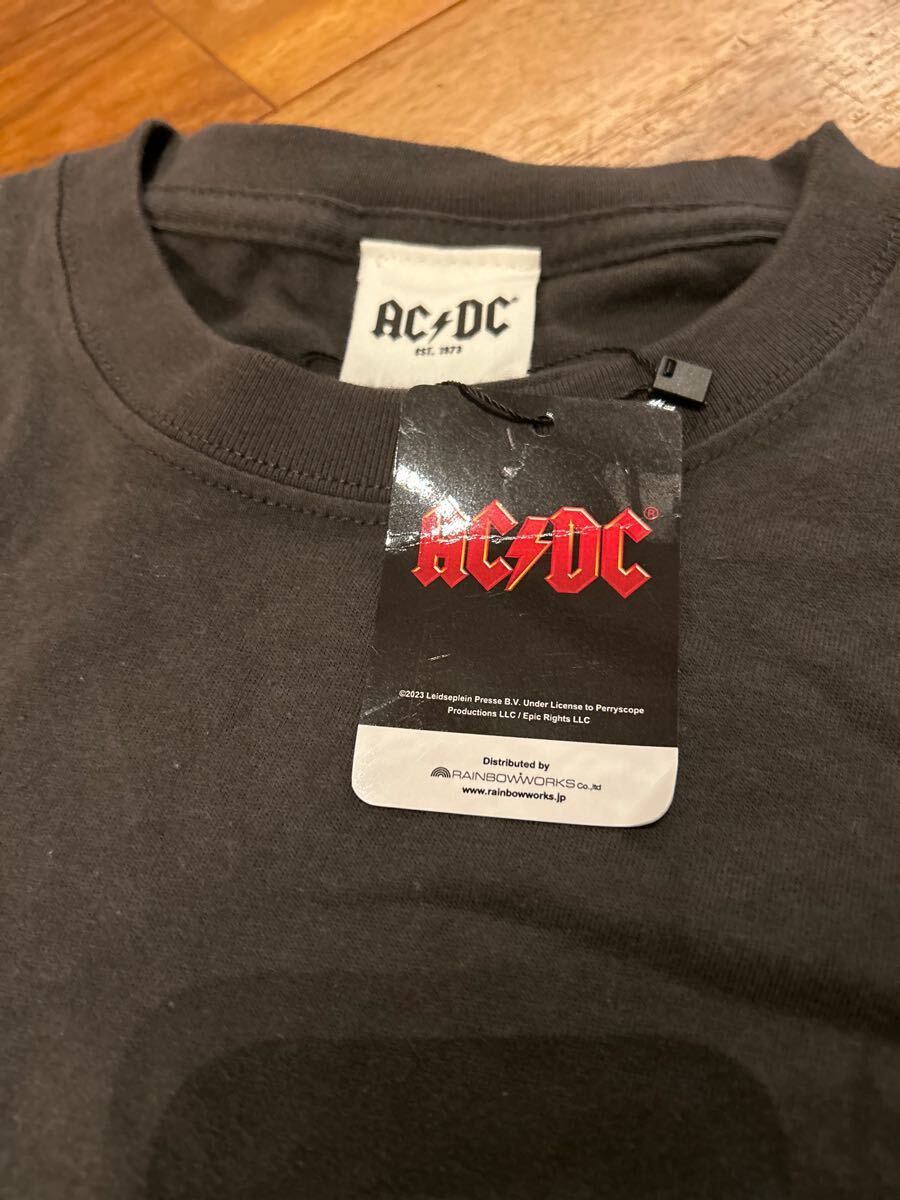 AC⚡DC
EST. 1973
AC⚡DC®
©2023 Leidseplein Presse B.V. Under License to Perryscope
Productions LLC / Epic Rights LLC
Distributed by
RAINBOWWORKS Co.,ltd
www.rainbowworks.jp